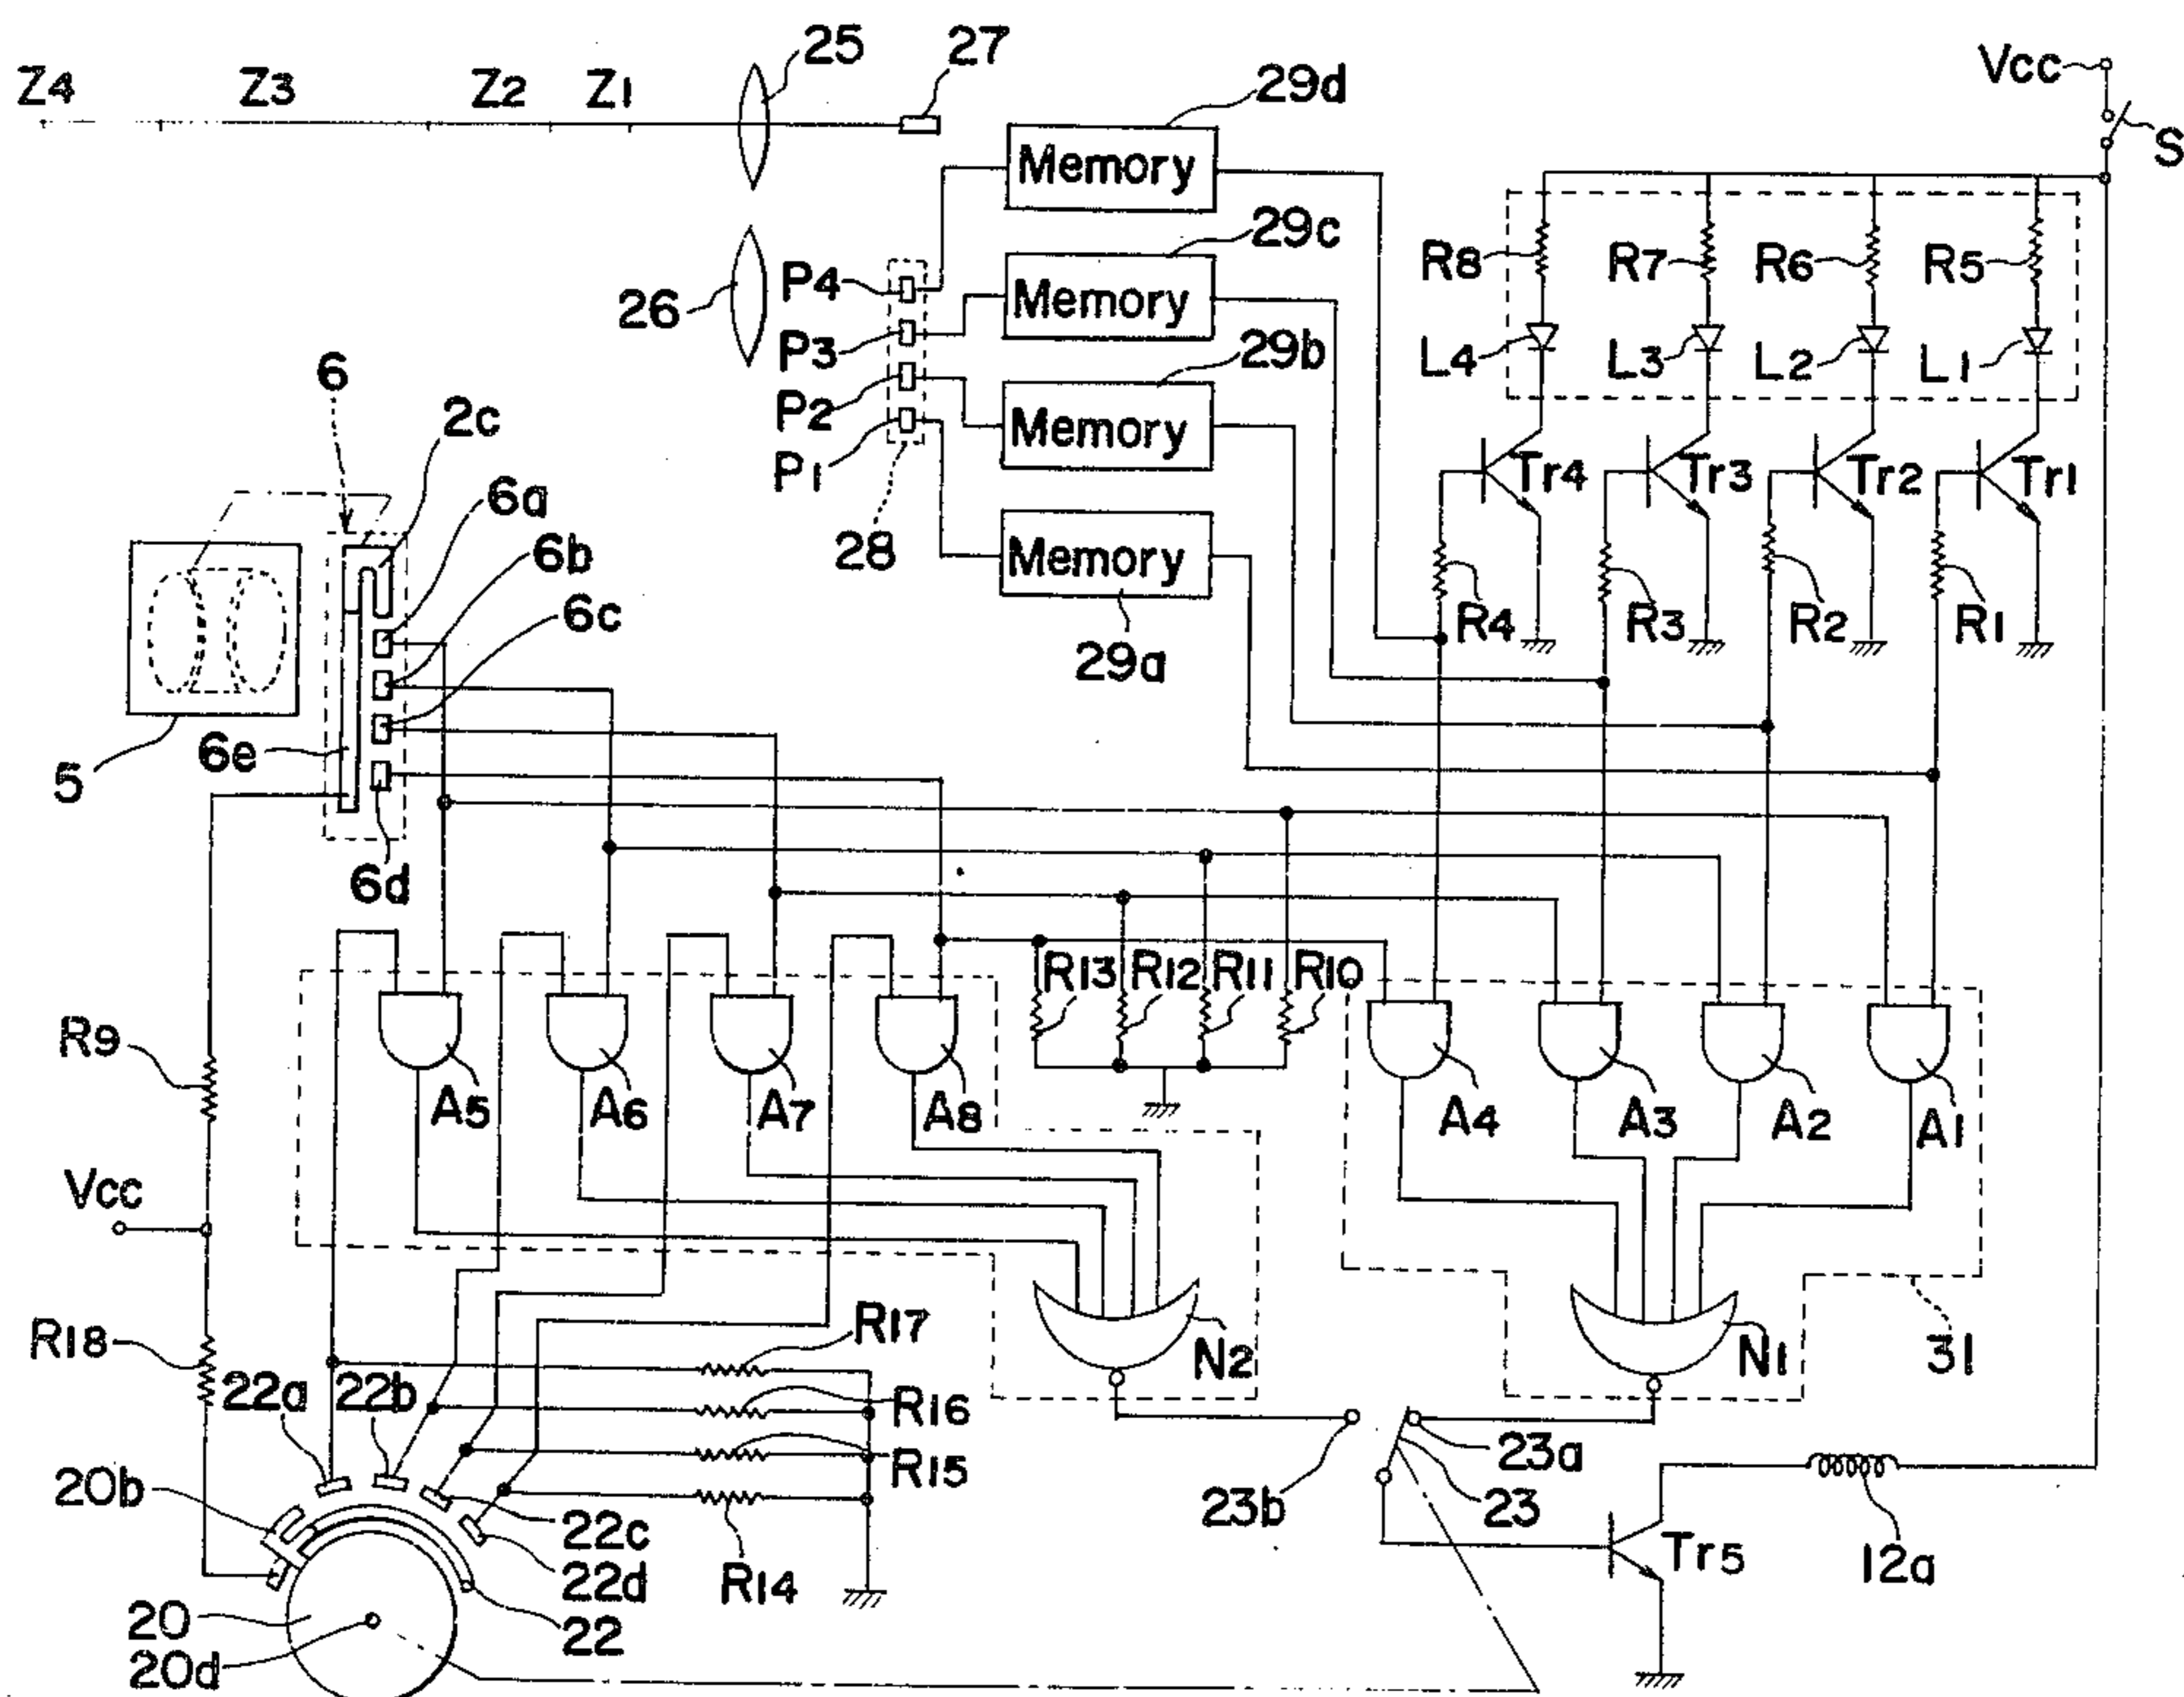 Z4 Z3 Z2 Z1 25 27 Vcc
29d S
Memory
29c
P4 R8 R7 R6 R5
26 Memory
P3 L4 L3 L2 L1
29b
6 P2
2c Memory
P1 Tr4 Tr3 Tr2 Tr1
6a
6b 28 Memory
6c R4 R3 R2 R1
29a
6e
5
6d
R13 R12 R11 R10
R9
A5 A6 A7 A8 A4 A3 A2 A1
Vcc
R18 R17 N2 N1 31
22a 22b R16
R15 23a
20b 23b 23
22c
22d R14 Tr5 12a
20 22
20d